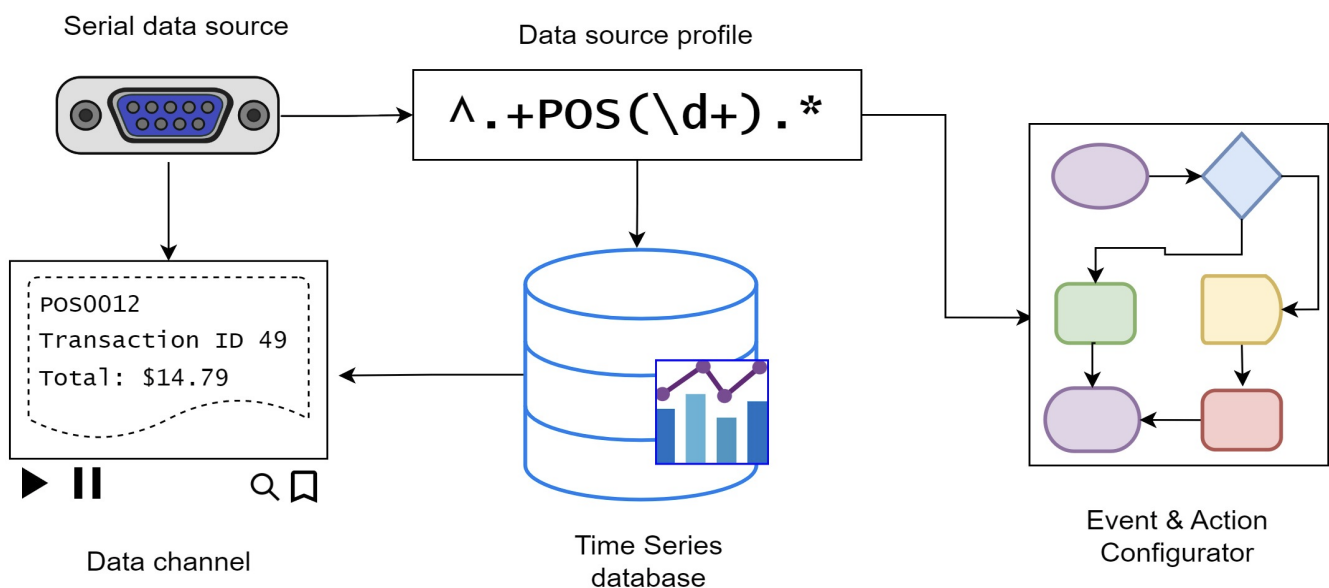 Serial data source
Data source profile
^.+POS(\d+).*
POS0012
Transaction ID 49
Total: $14.79
Data channel
Time Series
database
Event & Action
Configurator